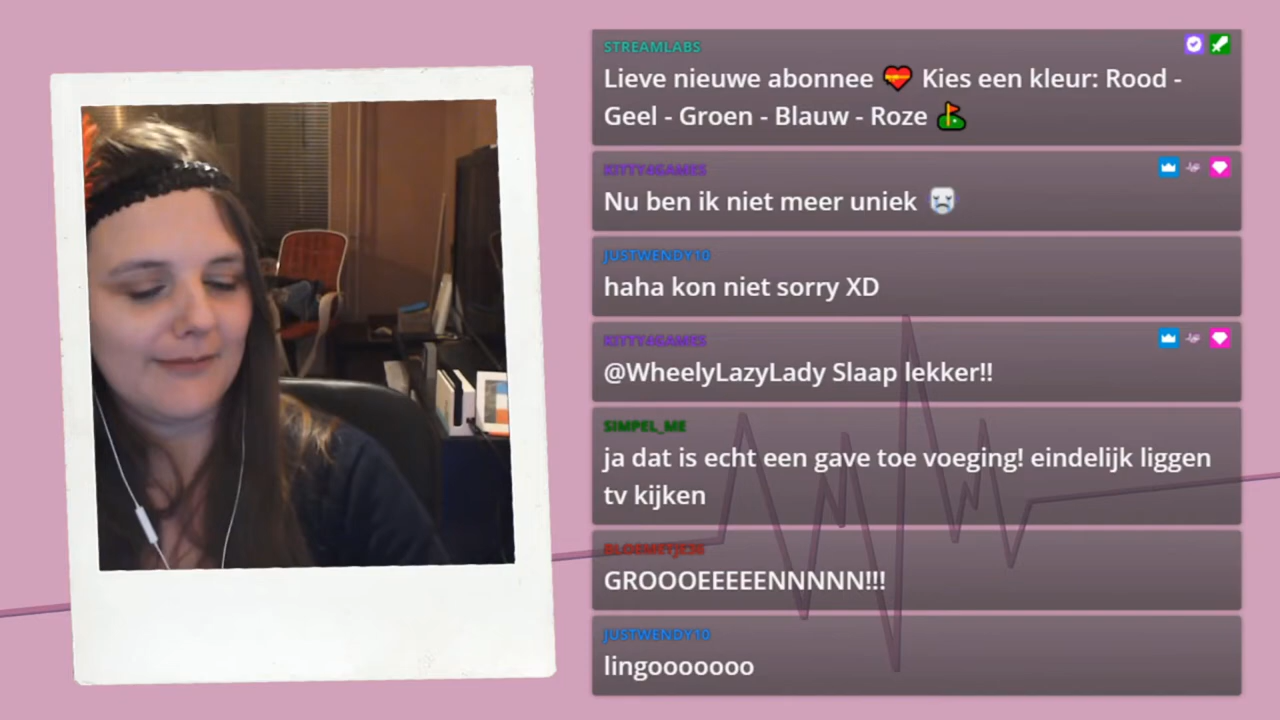 STREAMLABS
Lieve nieuwe abonnee Kies een kleur: Rood -
Geel - Groen - Blauw - Roze
KITTY4GAMES
Nu ben ik niet meer uniek
JUSTWENDY10
haha kon niet sorry XD
KITTY4GAMES
@WheelyLazyLady Slaap lekker!!
SIMPEL_ME
ja dat is echt een gave toe voeging! eindelijk liggen
tv kijken
GROOOEEEEENNNNN!!!
JUSTWENDY10
lingooooooo